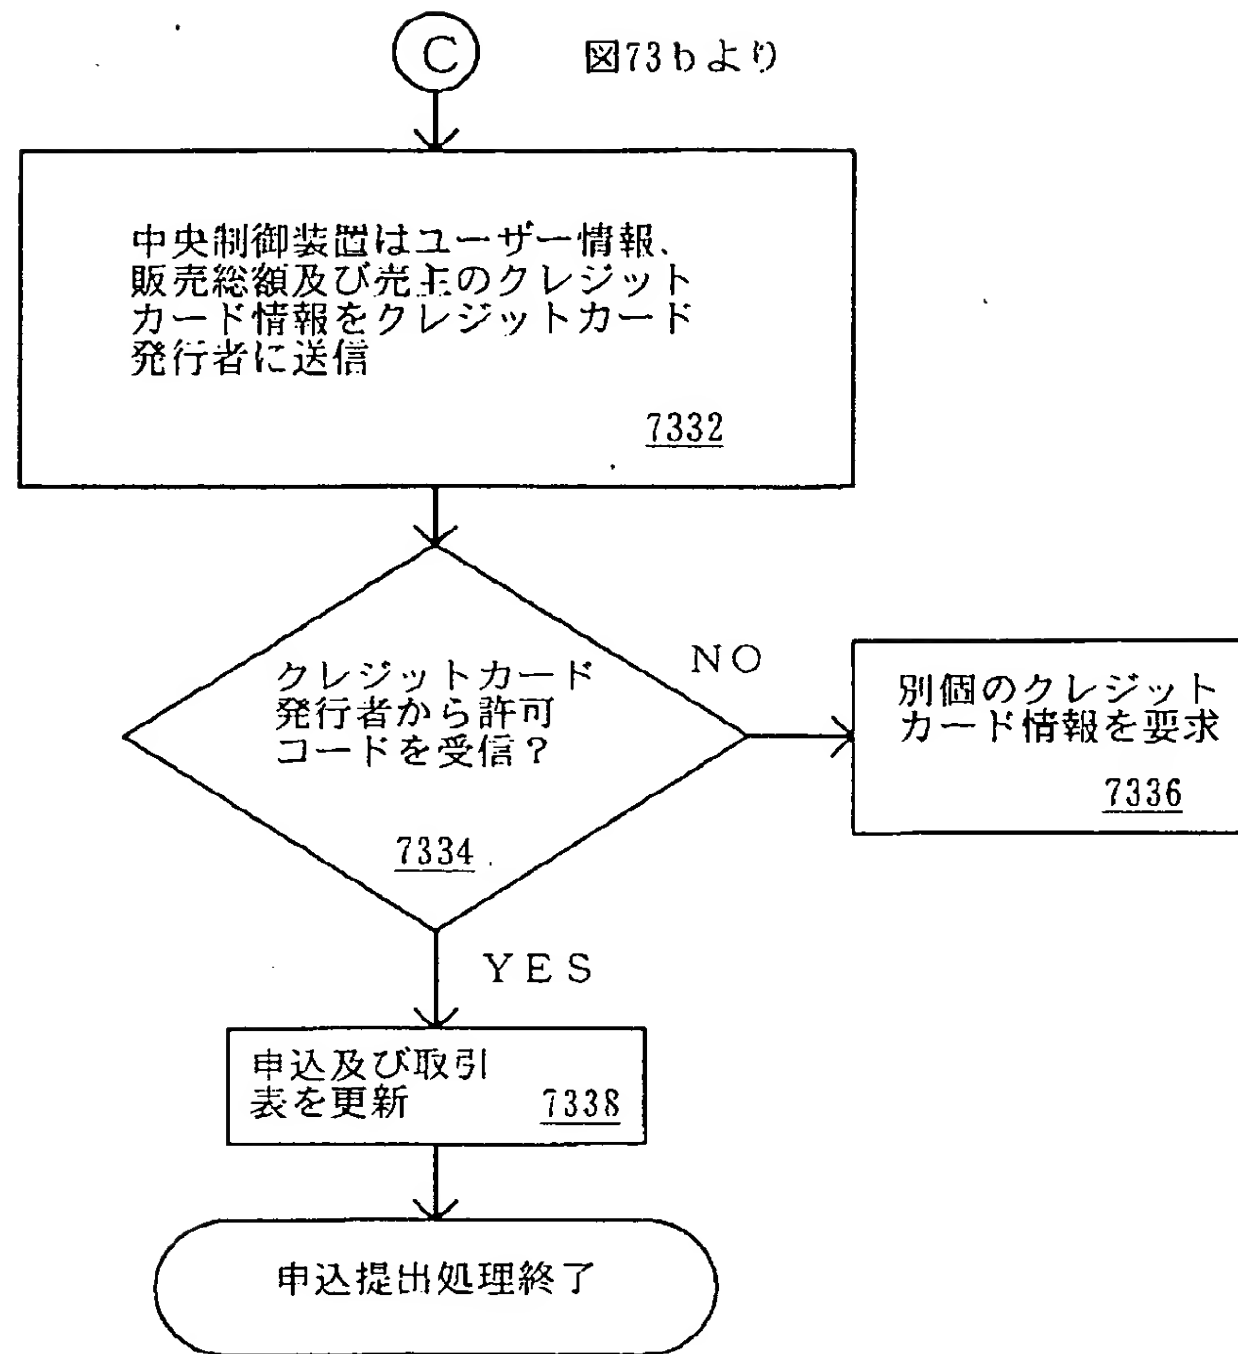 C
図73bより
中央制御装置はユーザー情報、
販売総額及び売主のクレジット
カード情報をクレジットカード
発行者に送信
7332
クレジットカード
発行者から許可
コードを受信？
7334
NO
別個のクレジット
カード情報を要求
7336
YES
申込及び取引
表を更新
7338
申込提出処理終了